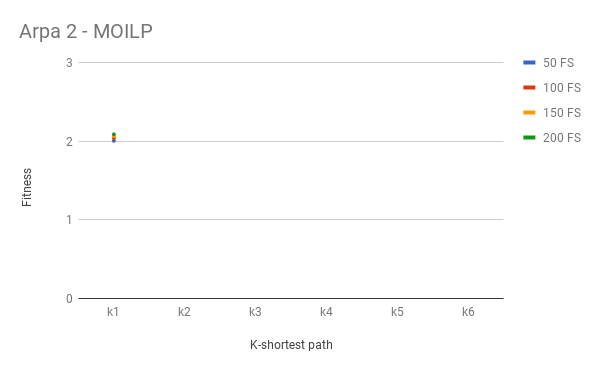 Arpa 2 - MOILP
3
2
1
0
Fitness
k1 k2 k3 k4 k5 k6
K-shortest path
50 FS
100 FS
150 FS
200 FS